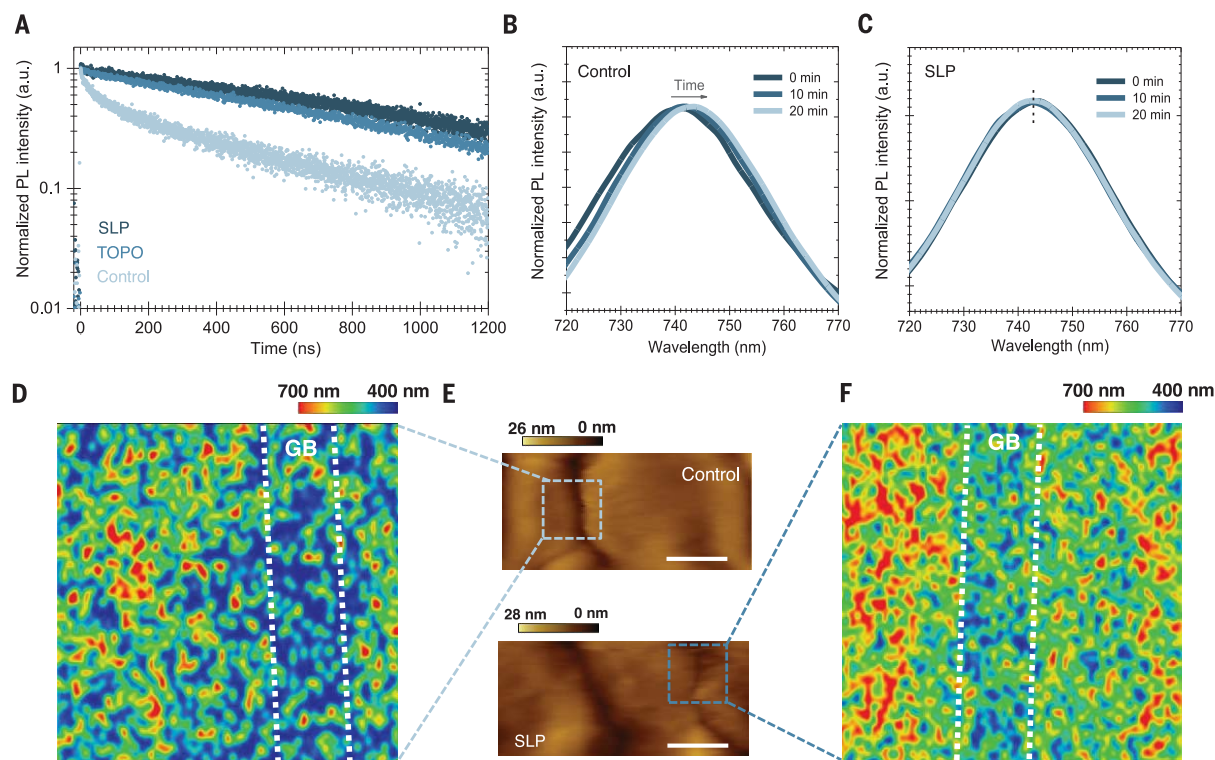 A
Normalized PL intensity (a.u.)
1
0.1
0.01
SLP
TOPO
Control
0 200 400 600 800 1000 1200
Time (ns)
B
Normalized PL intensity (a.u.)
Control
Time
0 min
10 min
20 min
720 730 740 750 760 770
Wavelength (nm)
C
Normalized PL intensity (a.u.)
SLP
0 min
10 min
20 min
720 730 740 750 760 770
Wavelength (nm)
D
700 nm 400 nm
GB
E
26 nm 0 nm
Control
28 nm 0 nm
SLP
F
700 nm 400 nm
GB